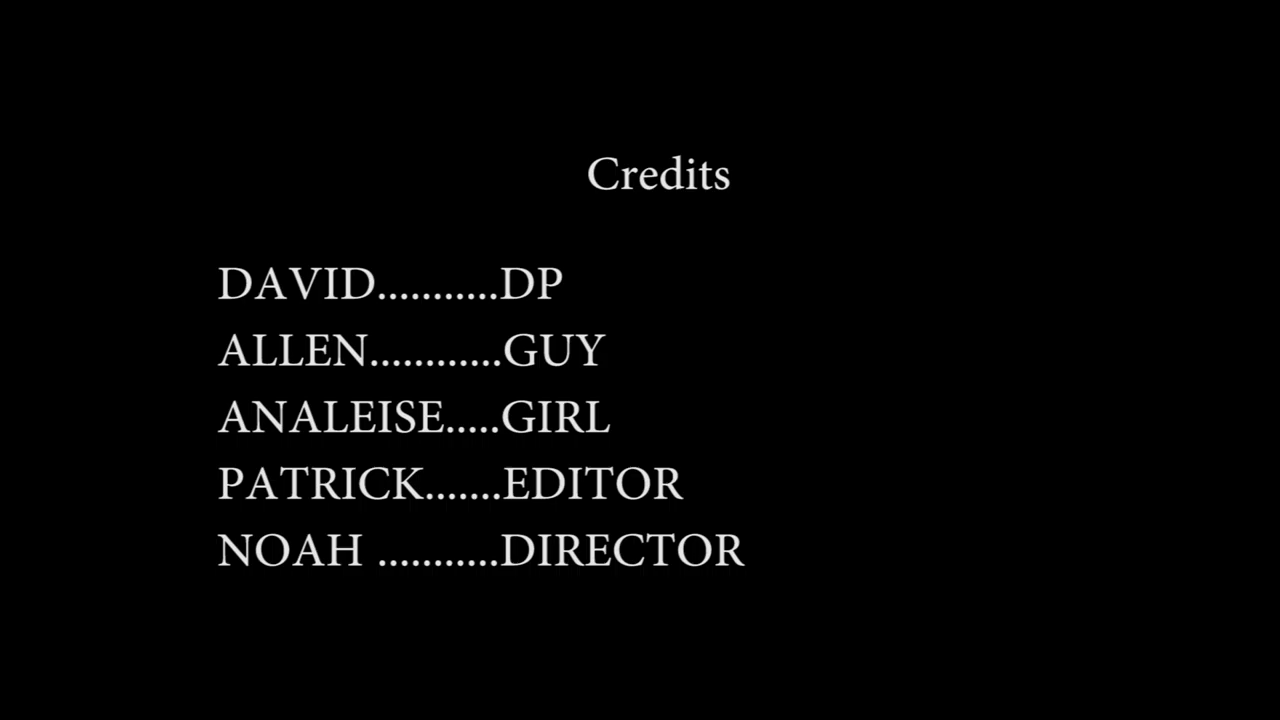 Credits
DAVID...........DP
ALLEN............GUY
ANALEISE.....GIRL
PATRICK.......EDITOR
NOAH ...........DIRECTOR